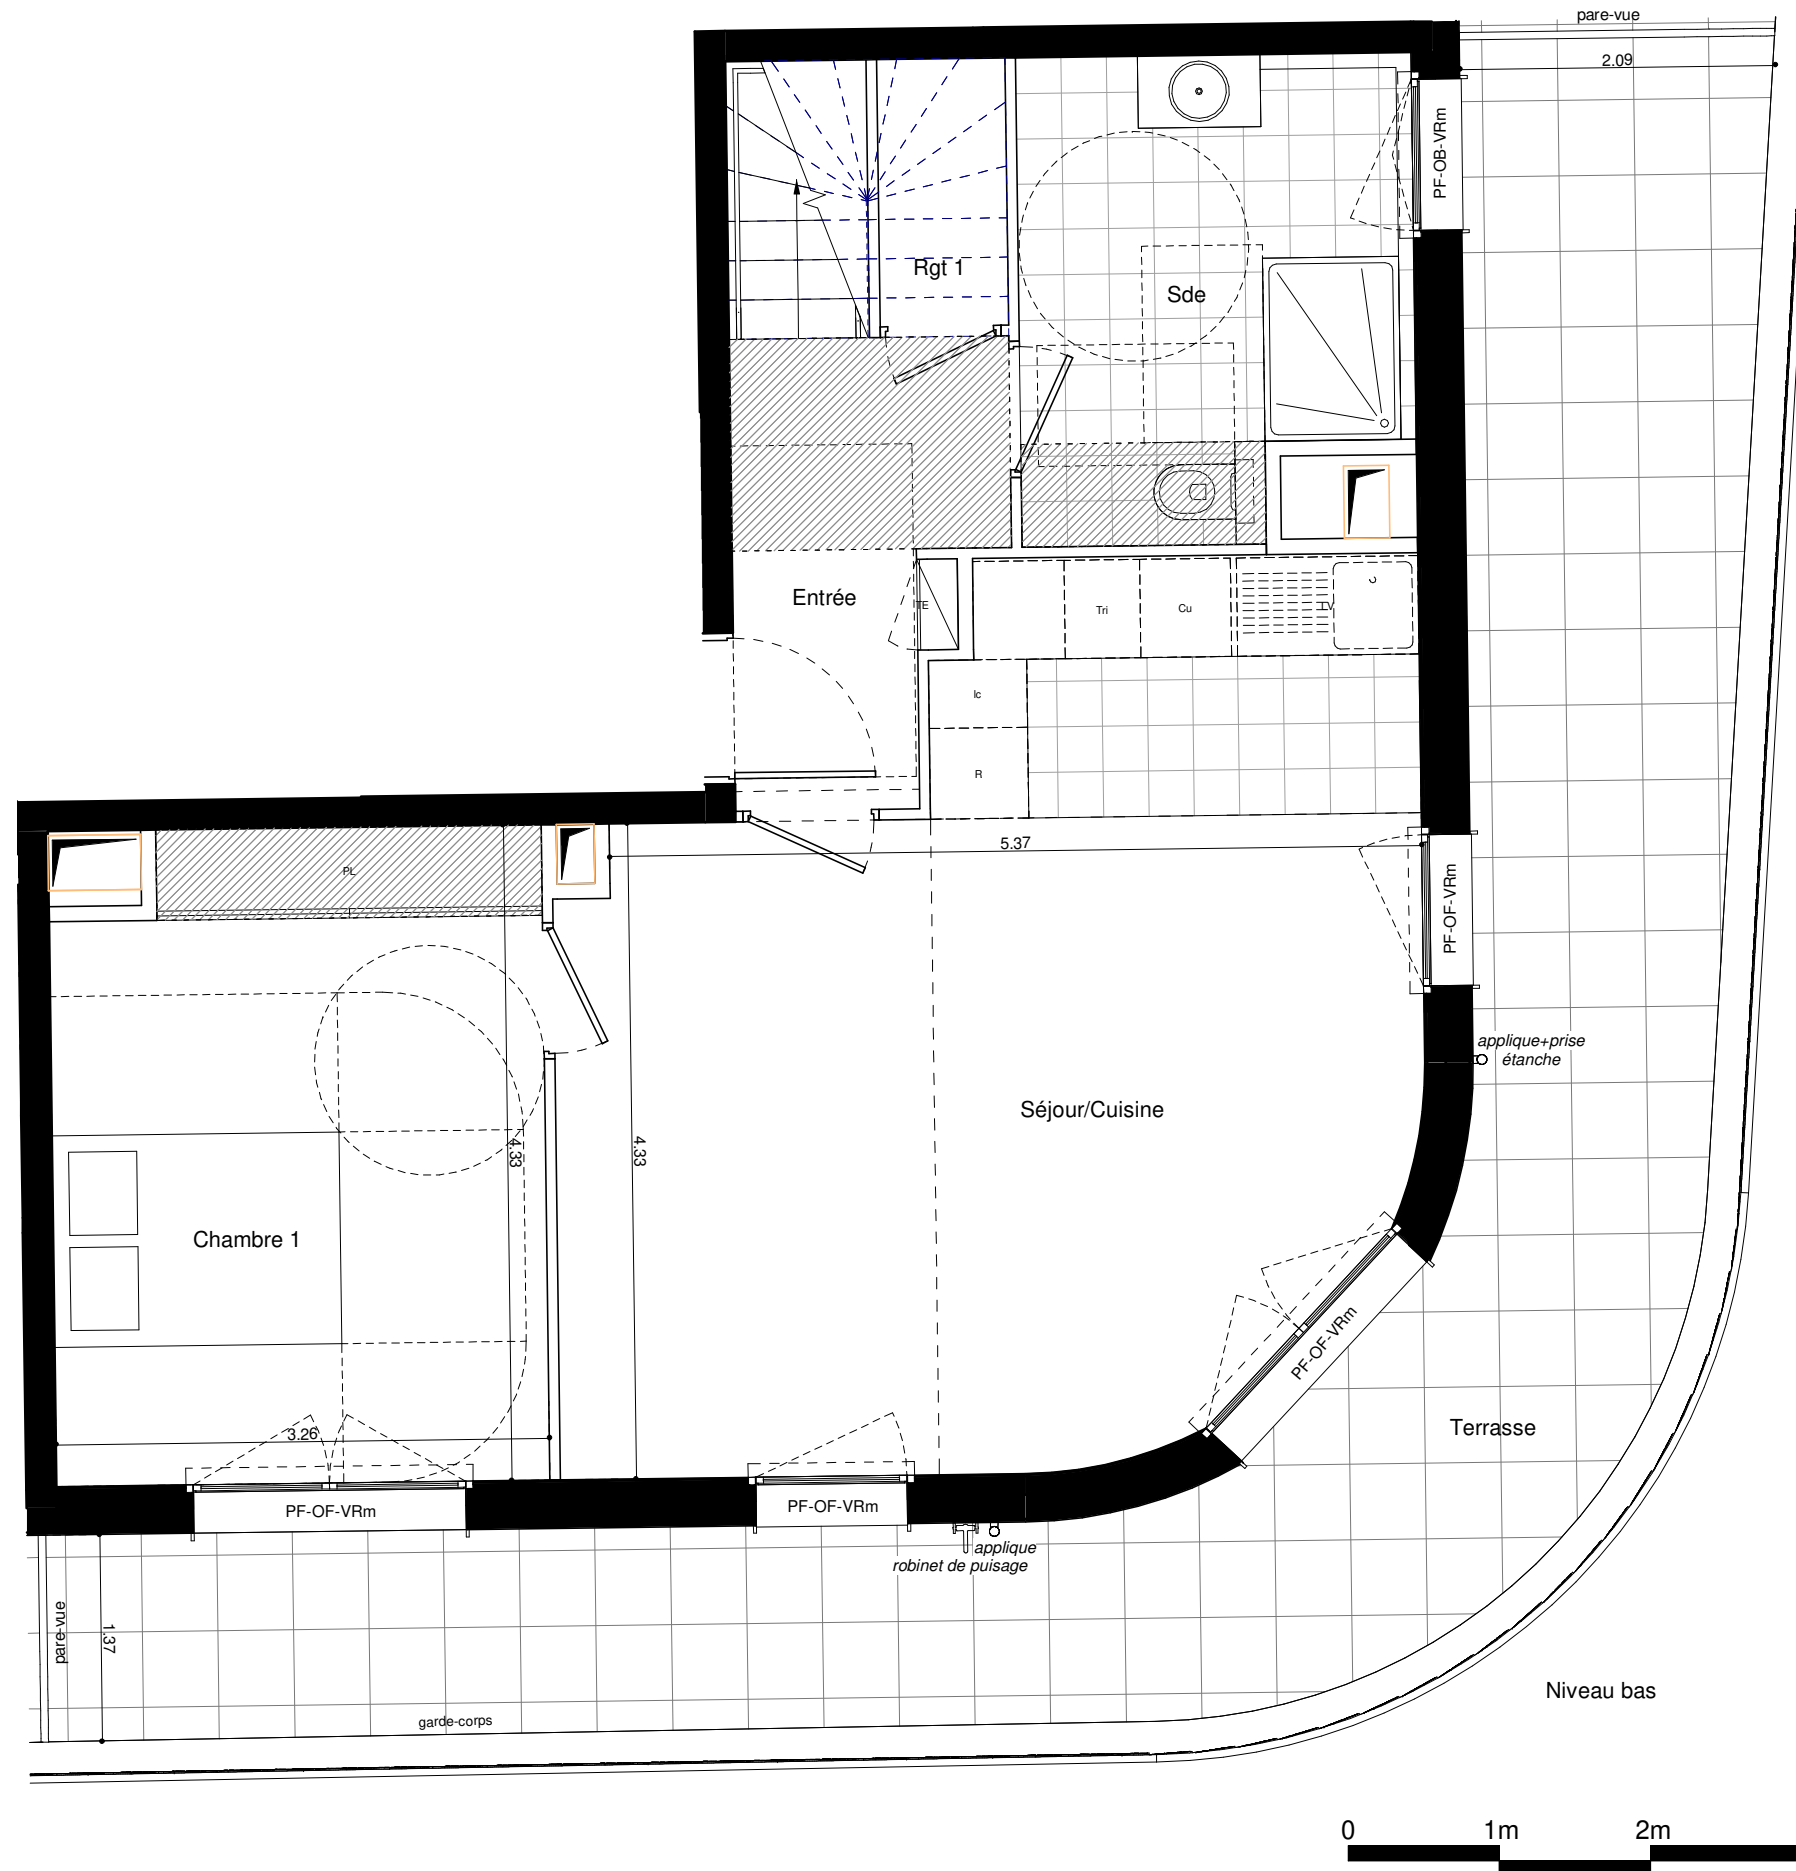 pare-vue
2.09
PF-OB-VRm
Rgt 1
Sde
Entrée
TE
Tri
Cu
LV
Ic
R
5.37
PL
PF-OF-VRm
applique+prise
étanche
Séjour/Cuisine
4.33
4.33
Chambre 1
PF-OF-VRm
Terrasse
3.26
PF-OF-VRm
PF-OF-VRm
applique
robinet de puisage
pare-vue
1.37
Niveau bas
garde-corps
0 1m 2m